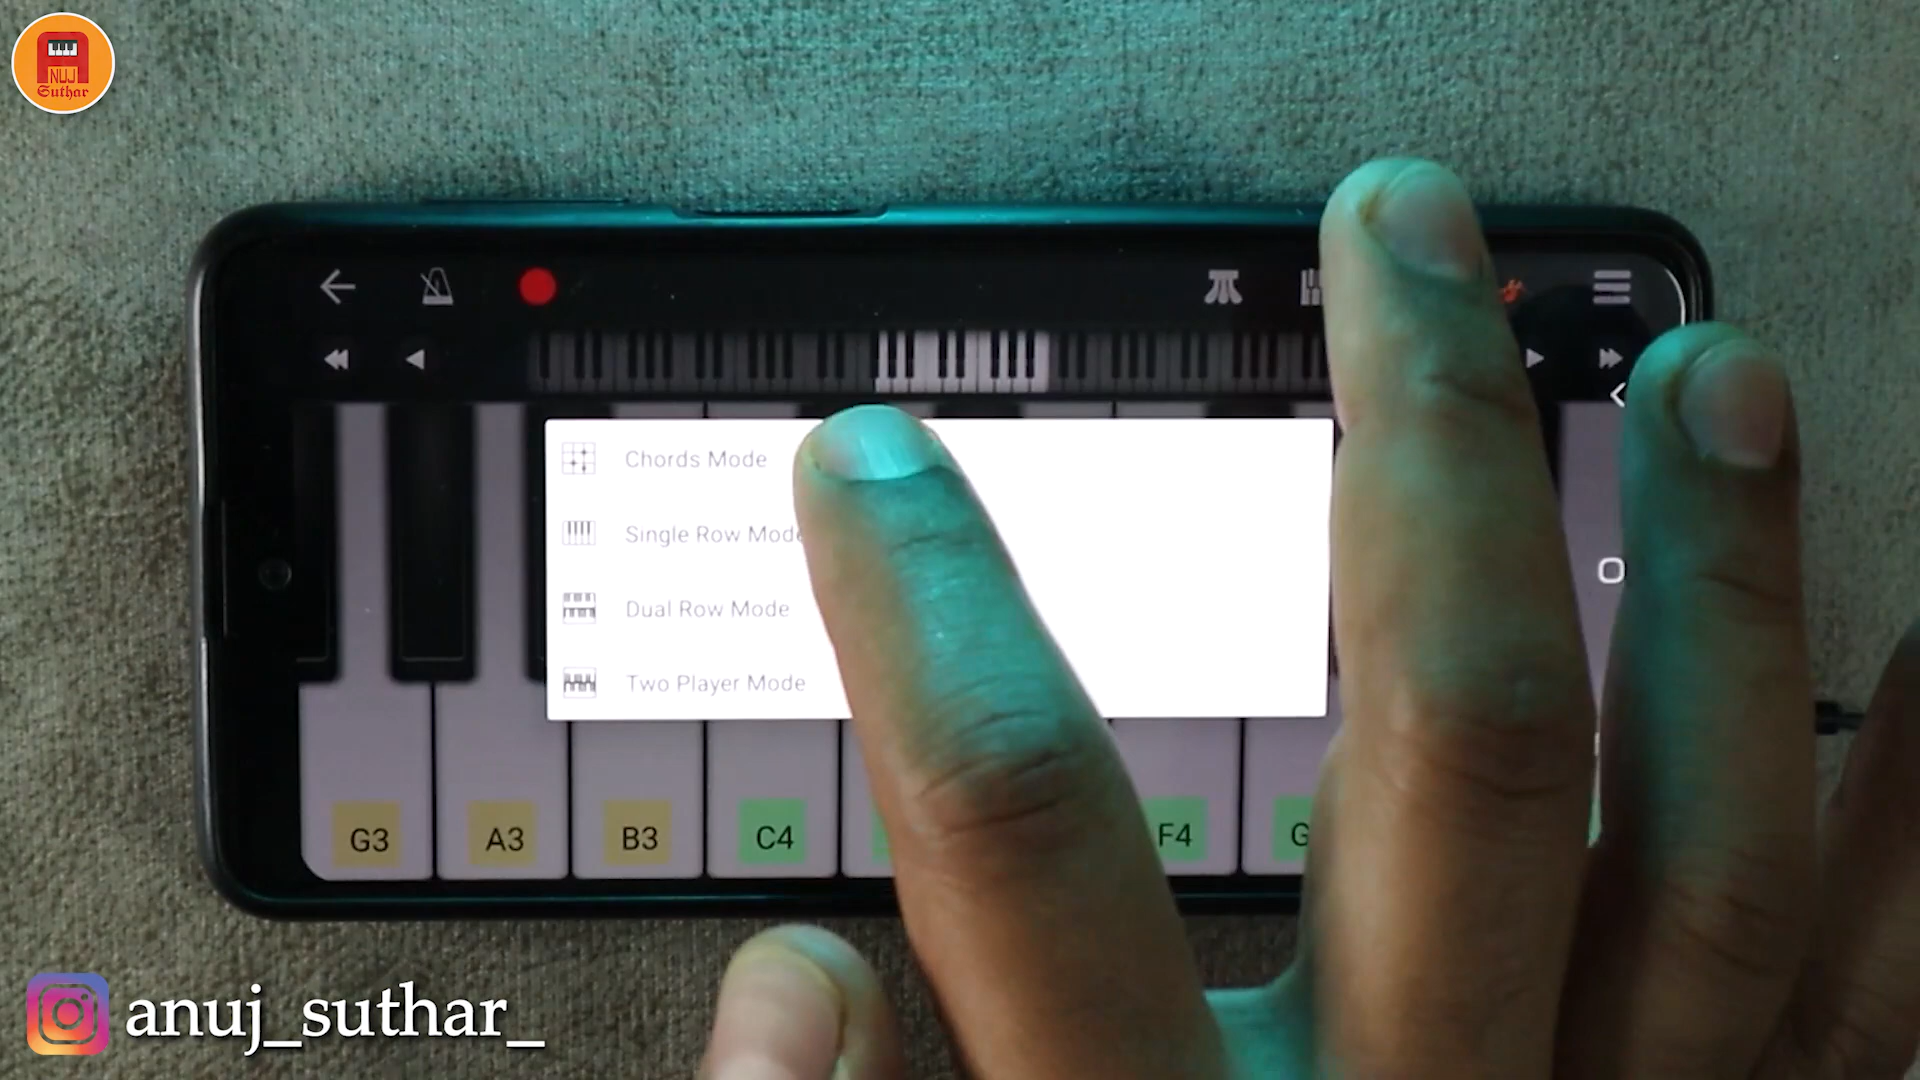 NUJ
Suthar
Chords Mode
Single Row Mode
Dual Row Mode
Two Player Mode
G3
A3
B3
C4
F4
G
anuj_suthar_